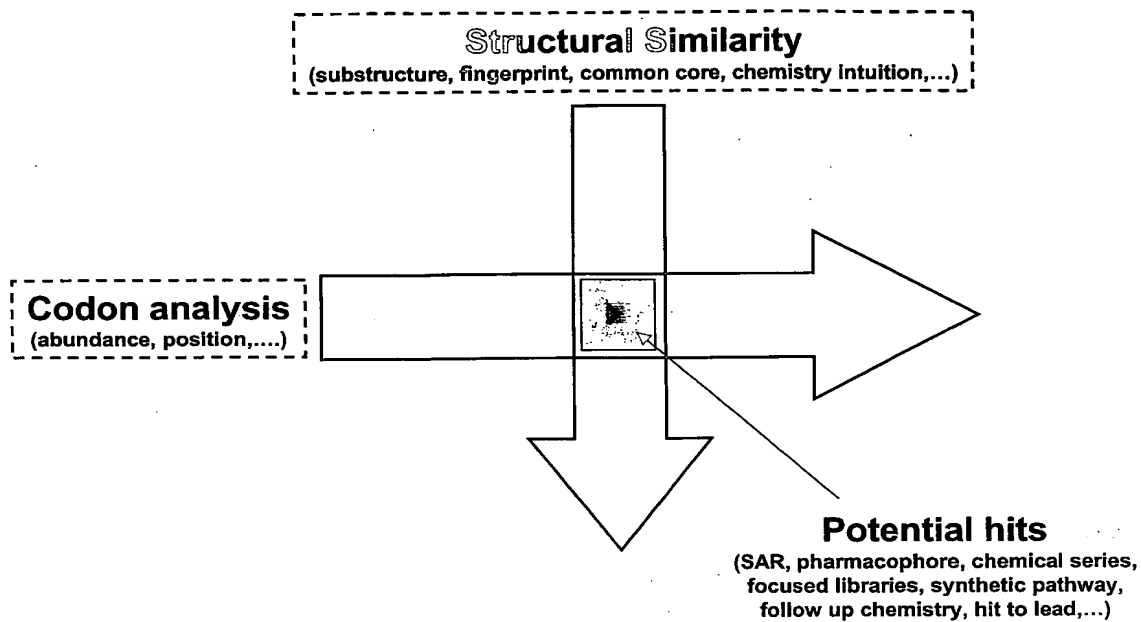 Structural Similarity
(substructure, fingerprint, common core, chemistry intuition,...)
Codon analysis
(abundance, position,....)
Potential hits
(SAR, pharmacophore, chemical series,
focused libraries, synthetic pathway,
follow up chemistry, hit to lead,...)